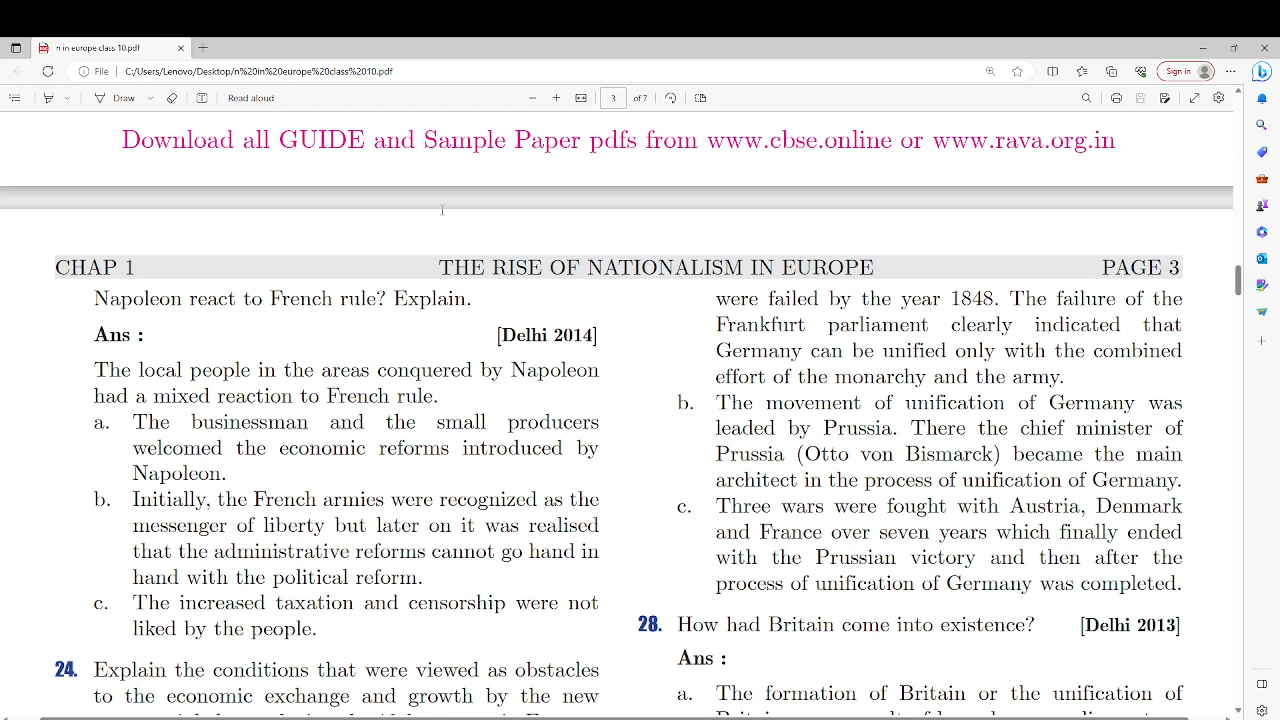 n in europe class 10.pdf
File
C:/Users/Lenovo/Desktop/n%20in%20europe%20class%2010.pdf
Sign in
Draw
Read aloud
3
of 7
Download all GUIDE and Sample Paper pdfs from www.cbse.online or www.rava.org.in
CHAP 1
THE RISE OF NATIONALISM IN EUROPE
PAGE 3
Napoleon react to French rule? Explain.
Ans :
[Delhi 2014]
The local people in the areas conquered by Napoleon
had a mixed reaction to French rule.
a. The businessman and the small producers
welcomed the economic reforms introduced by
Napoleon.
b. Initially, the French armies were recognized as the
messenger of liberty but later on it was realised
that the administrative reforms cannot go hand in
hand with the political reform.
c. The increased taxation and censorship were not
liked by the people.
24. Explain the conditions that were viewed as obstacles
to the economic exchange and growth by the new
were failed by the year 1848. The failure of the
Frankfurt parliament clearly indicated that
Germany can be unified only with the combined
effort of the monarchy and the army.
b. The movement of unification of Germany was
leaded by Prussia. There the chief minister of
Prussia (Otto von Bismarck) became the main
architect in the process of unification of Germany.
c. Three wars were fought with Austria, Denmark
and France over seven years which finally ended
with the Prussian victory and then after the
process of unification of Germany was completed.
28. How had Britain come into existence?
[Delhi 2013]
Ans :
a. The formation of Britain or the unification of